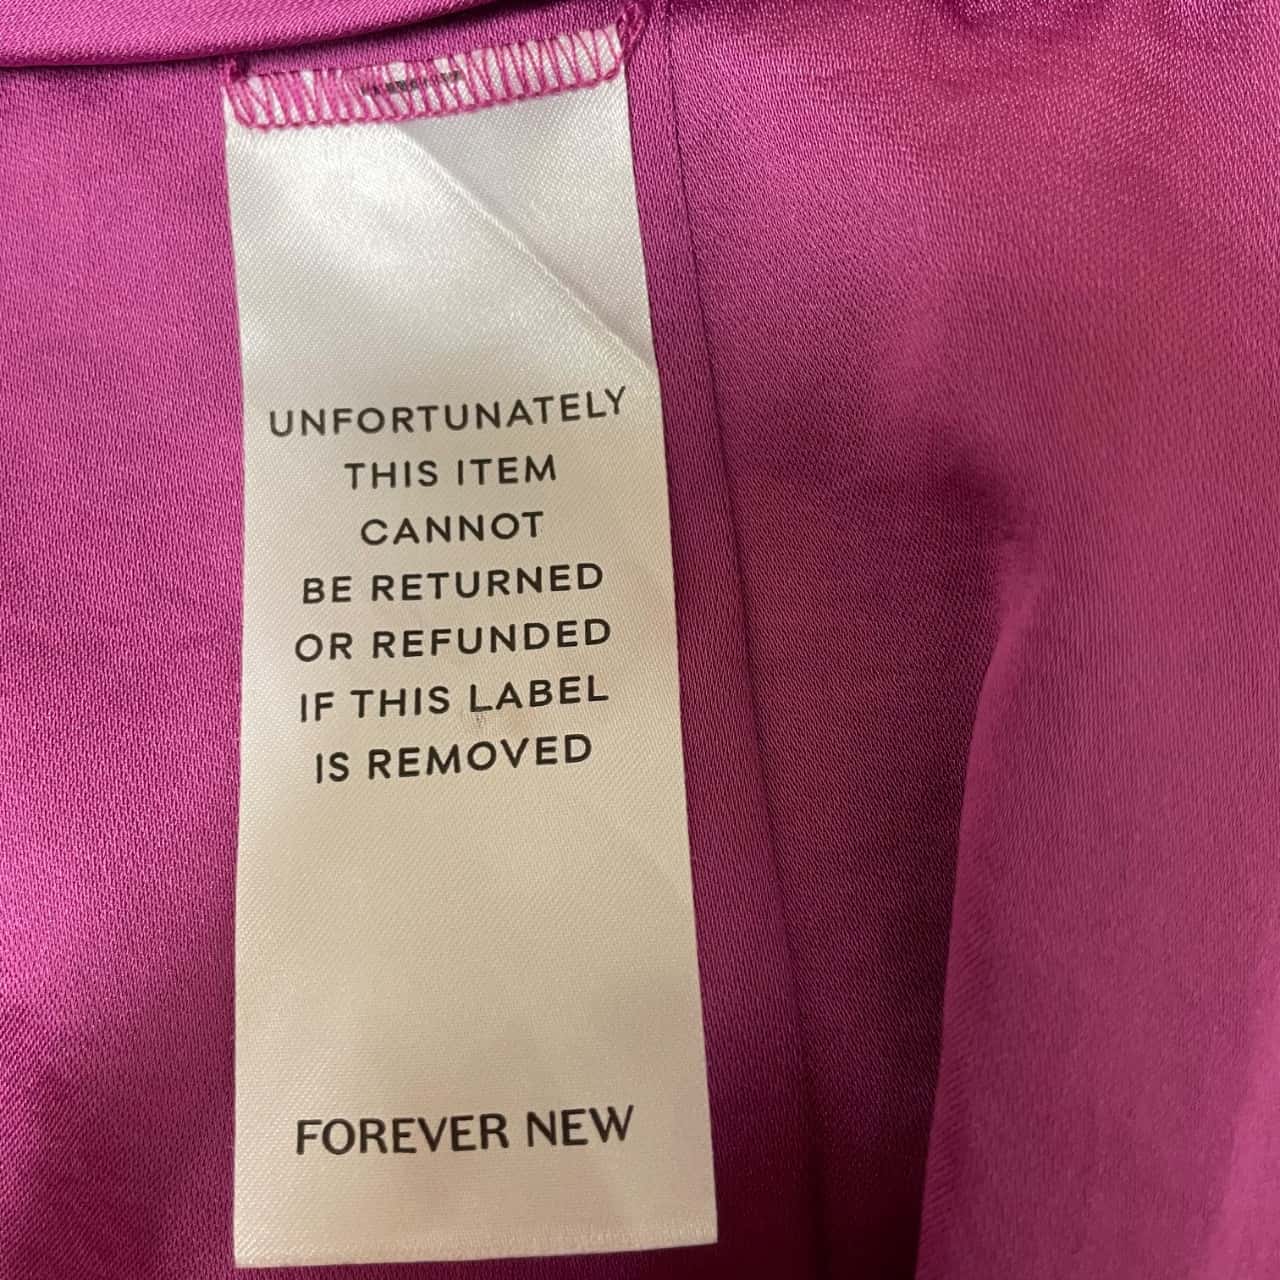 UNFORTUNATELY
THIS ITEM
CANNOT
BE RETURNED
OR REFUNDED
IF THIS LABEL
IS REMOVED
FOREVER NEW